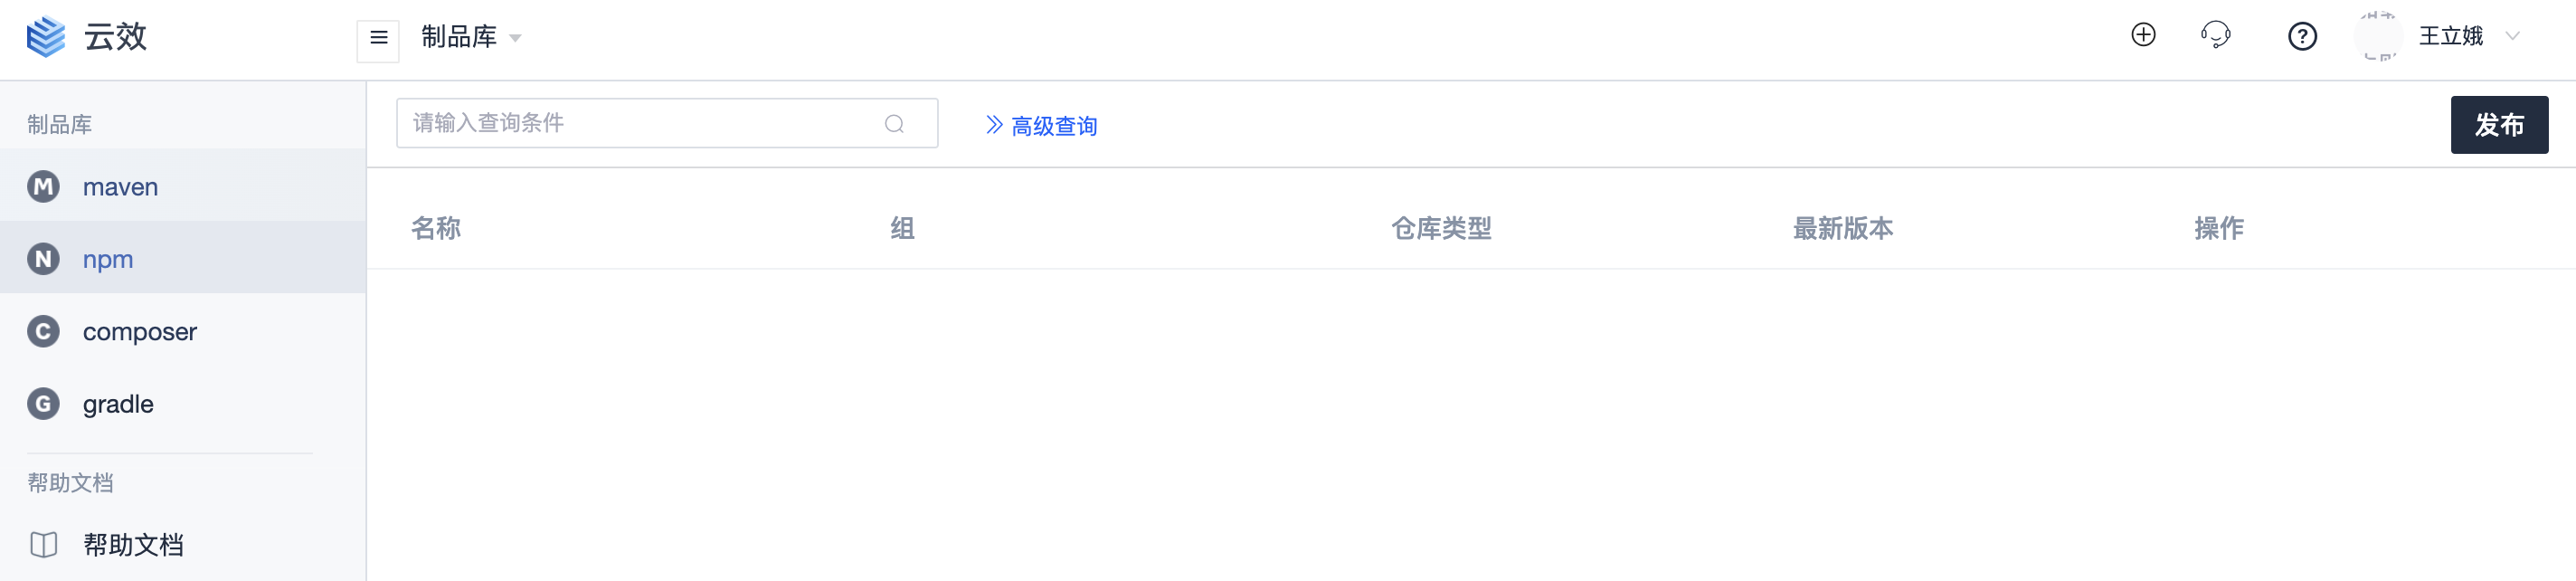 云效
制品库
王立娥
制品库
M maven
N npm
C composer
G gradle
帮助文档
帮助文档
请输入查询条件
高级查询
发布
名称 组 仓库类型 最新版本 操作